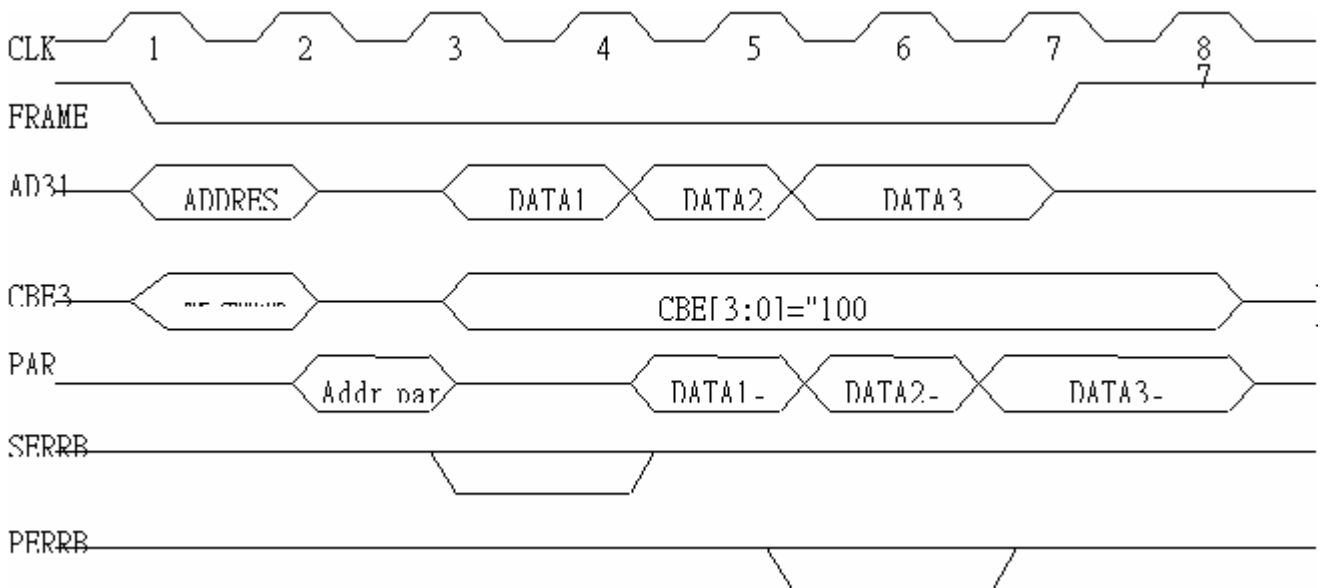 CLK 1 2 3 4 5 6 7 8
7
FRAME
AD31 ADDRES DATA1 DATA2 DATA3
CBE3 CBE[3:0]="100
PAR Addr par DATA1- DATA2- DATA3-
SERRB
PERRB